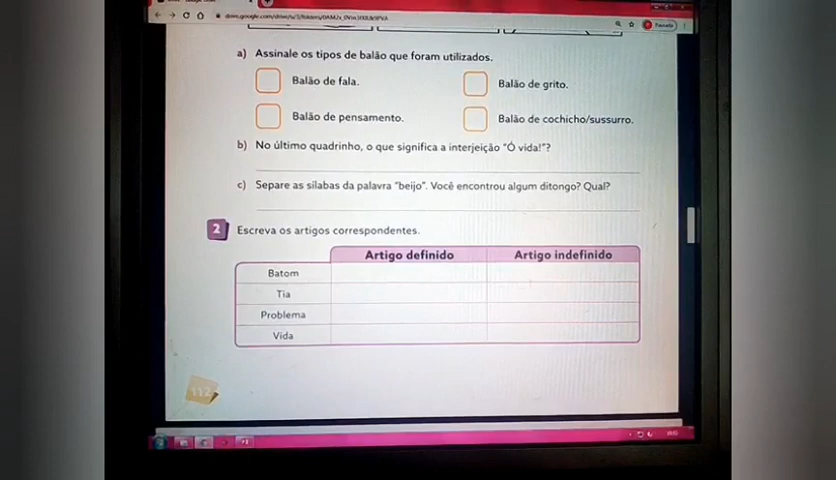 a) Assinale os tipos de balão que foram utilizados.
Balão de fala.
Balão de grito.
Balão de pensamento.
Balão de cochicho/sussurro.
b) No último quadrinho, o que significa a interjeição "Ó vida!"?
c) Separe as sílabas da palavra "beijo". Você encontrou algum ditongo? Qual?
2 Escreva os artigos correspondentes.
Artigo definido Artigo indefinido
Batom
Tia
Problema
Vida
112